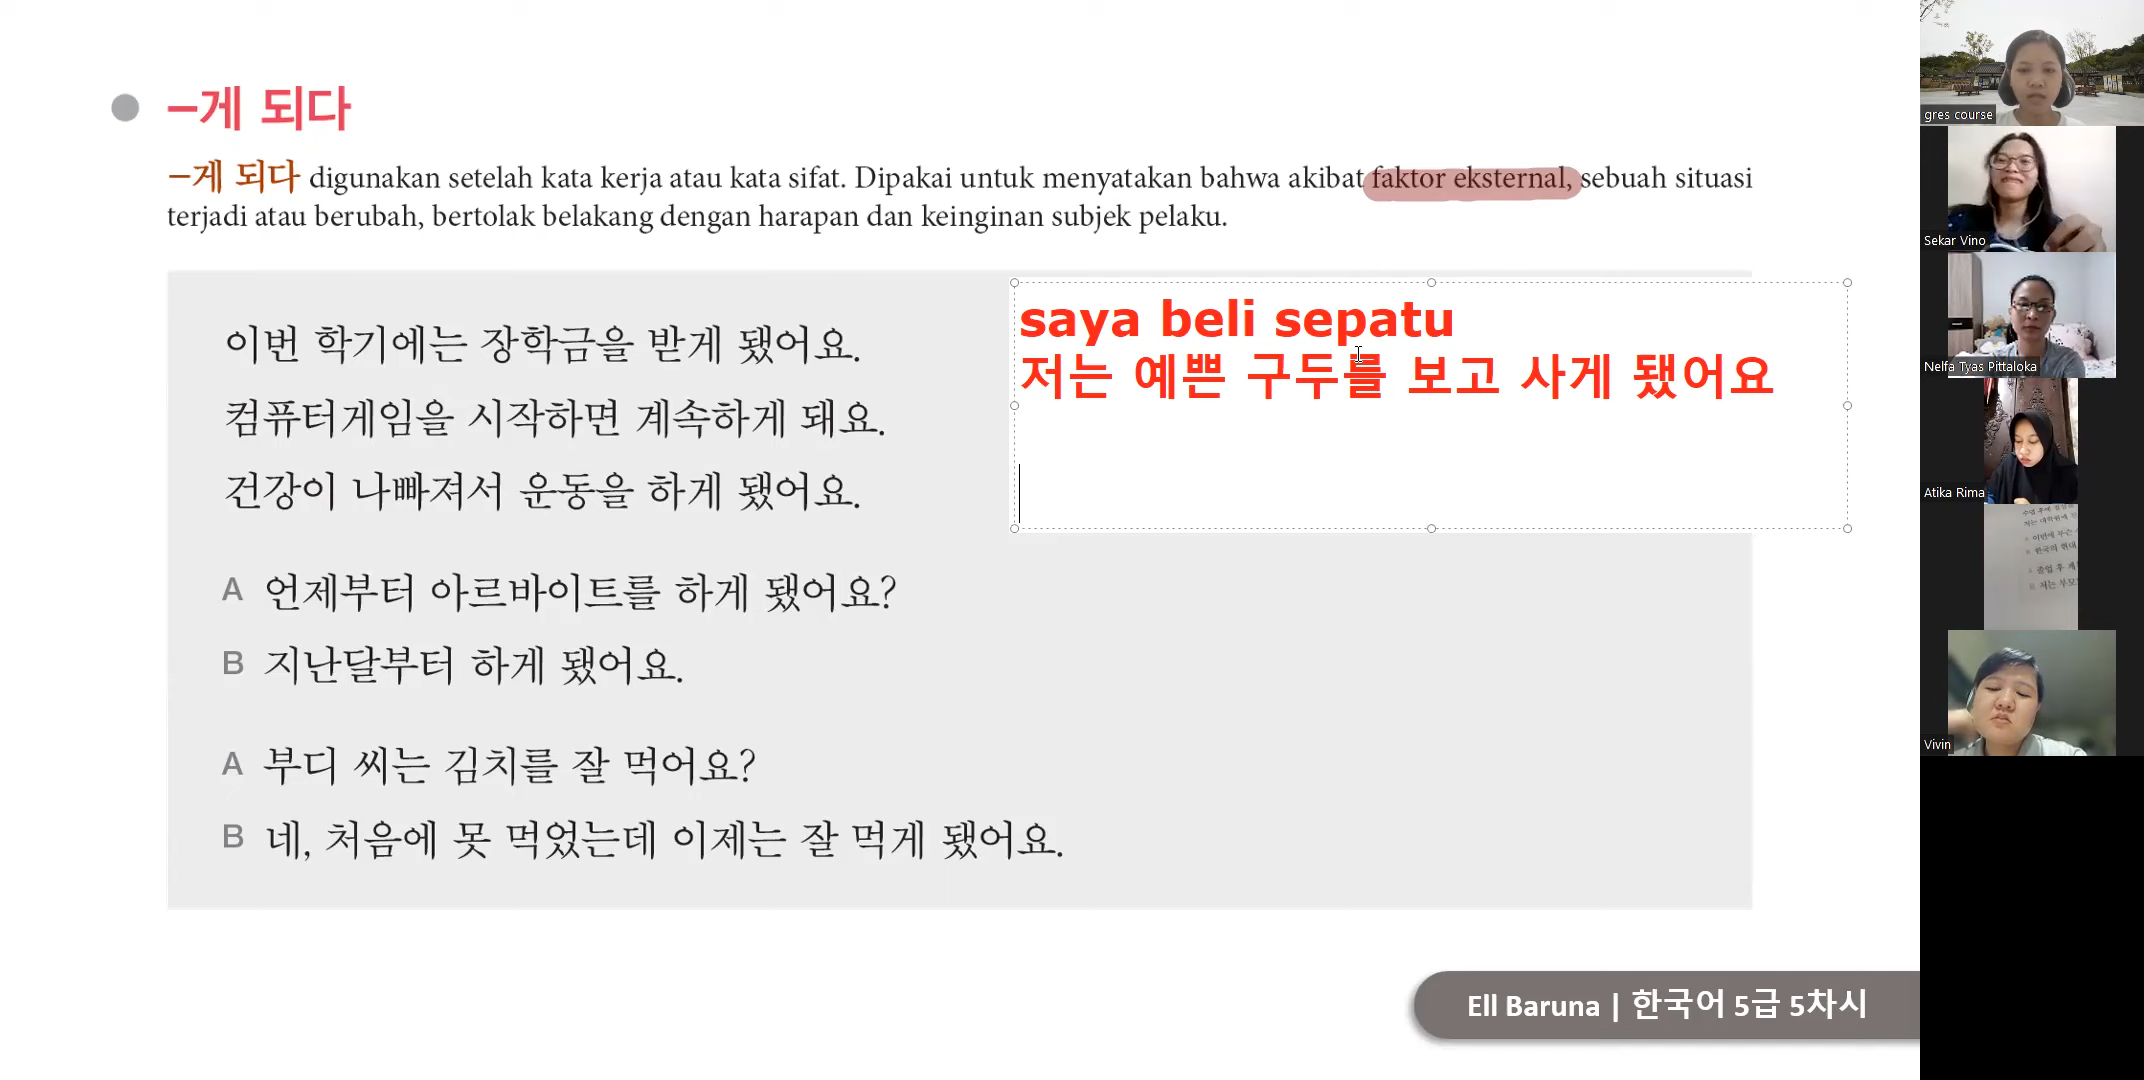 –게 되다
–게 되다 digunakan setelah kata kerja atau kata sifat. Dipakai untuk menyatakan bahwa akibat faktor eksternal, sebuah situasi
terjadi atau berubah, bertolak belakang dengan harapan dan keinginan subjek pelaku.
이번 학기에는 장학금을 받게 됐어요.
컴퓨터게임을 시작하면 계속하게 돼요.
건강이 나빠져서 운동을 하게 됐어요.
saya beli sepatu
저는 예쁜 구두를 보고 사게 됐어요
A 언제부터 아르바이트를 하게 됐어요?
B 지난달부터 하게 됐어요.
A 부디 씨는 김치를 잘 먹어요?
B 네, 처음에 못 먹었는데 이제는 잘 먹게 됐어요.
Ell Baruna | 한국어 5급 5차시
gres course
Sekar Vino
Nelfa Tyas Pittaloka
Atika Rima
Vivin